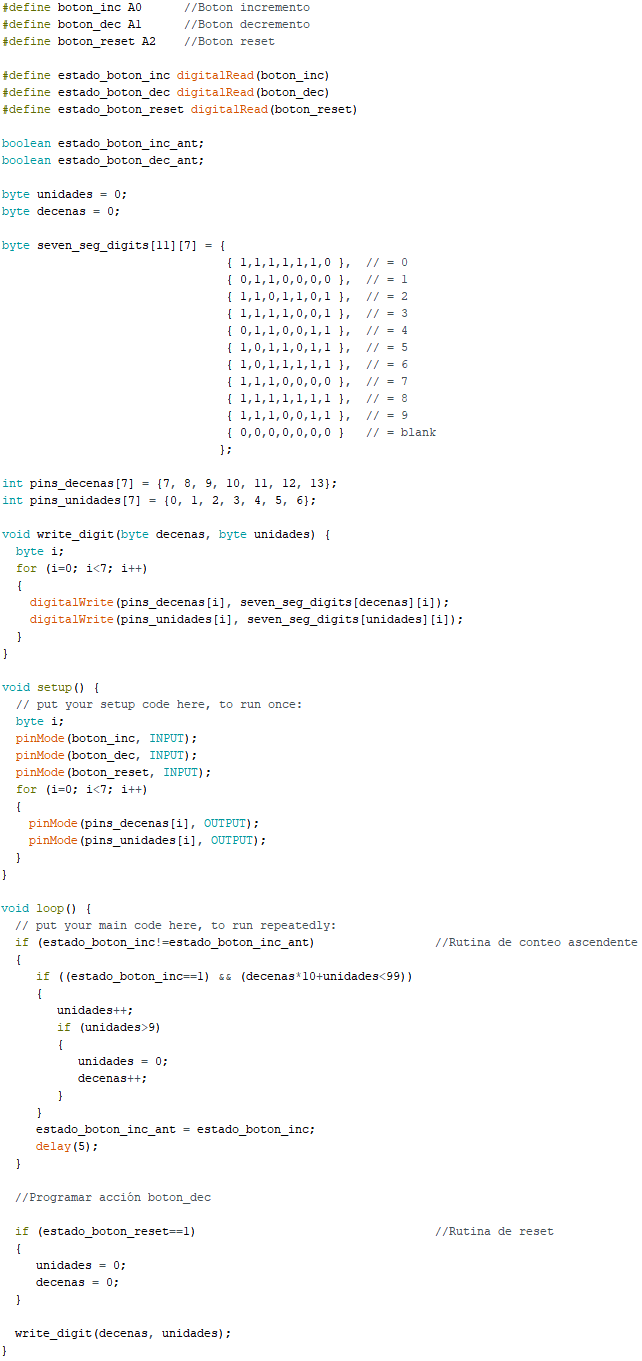 #define boton_inc A0      //Boton incremento
#define boton_dec A1      //Boton decremento
#define boton_reset A2    //Boton reset

#define estado_boton_inc digitalRead(boton_inc)
#define estado_boton_dec digitalRead(boton_dec)
#define estado_boton_reset digitalRead(boton_reset)

boolean estado_boton_inc_ant;
boolean estado_boton_dec_ant;

byte unidades = 0;
byte decenas = 0;

byte seven_seg_digits[11][7] = {
                                { 1,1,1,1,1,1,0 },  // = 0
                                { 0,1,1,0,0,0,0 },  // = 1
                                { 1,1,0,1,1,0,1 },  // = 2
                                { 1,1,1,1,0,0,1 },  // = 3
                                { 0,1,1,0,0,1,1 },  // = 4
                                { 1,0,1,1,0,1,1 },  // = 5
                                { 1,0,1,1,1,1,1 },  // = 6
                                { 1,1,1,0,0,0,0 },  // = 7
                                { 1,1,1,1,1,1,1 },  // = 8
                                { 1,1,1,0,0,1,1 },  // = 9
                                { 0,0,0,0,0,0,0 }   // = blank
                               };

int pins_decenas[7] = {7, 8, 9, 10, 11, 12, 13};
int pins_unidades[7] = {0, 1, 2, 3, 4, 5, 6};

void write_digit(byte decenas, byte unidades) {
  byte i;
  for (i=0; i<7; i++)
  {
    digitalWrite(pins_decenas[i], seven_seg_digits[decenas][i]);
    digitalWrite(pins_unidades[i], seven_seg_digits[unidades][i]);
  }
}

void setup() {
  // put your setup code here, to run once:
  byte i;
  pinMode(boton_inc, INPUT);
  pinMode(boton_dec, INPUT);
  pinMode(boton_reset, INPUT);
  for (i=0; i<7; i++)
  {
    pinMode(pins_decenas[i], OUTPUT);
    pinMode(pins_unidades[i], OUTPUT);
  }
}

void loop() {
  // put your main code here, to run repeatedly:
  if (estado_boton_inc!=estado_boton_inc_ant)                 //Rutina de conteo ascendente
  {
     if ((estado_boton_inc==1) && (decenas*10+unidades<99))
     {
        unidades++;
        if (unidades>9)
        {
           unidades = 0;
           decenas++;
        }
     }
     estado_boton_inc_ant = estado_boton_inc;
     delay(5);
  }

  //Programar acción boton_dec

  if (estado_boton_reset==1)                                  //Rutina de reset
  {
     unidades = 0;
     decenas = 0;
  }

  write_digit(decenas, unidades);
}